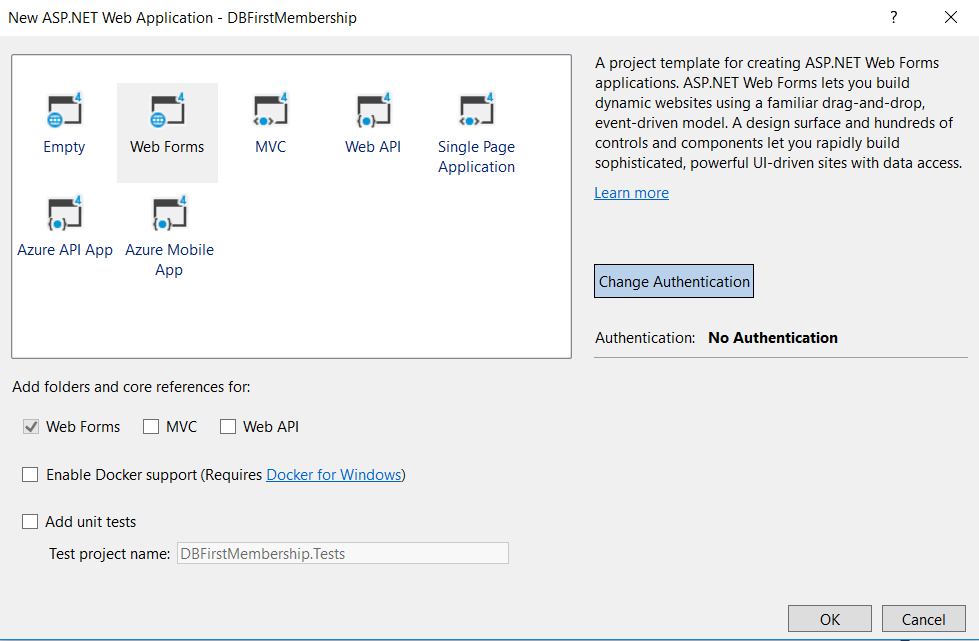 New ASP.NET Web Application - DBFirstMembership
?
4
4
4
4
4
Empty
Web Forms
MVC
Web API
Single Page
Application
4
4
Azure API App
Azure Mobile
App
A project template for creating ASP.NET Web Forms
applications. ASP.NET Web Forms lets you build
dynamic websites using a familiar drag-and-drop,
event-driven model. A design surface and hundreds of
controls and components let you rapidly build
sophisticated, powerful UI-driven sites with data access.
Learn more
Change Authentication
Authentication: No Authentication
Add folders and core references for:
Web Forms
MVC
Web API
Enable Docker support (Requires Docker for Windows)
Add unit tests
Test project name: DBFirstMembership.Tests
OK
Cancel